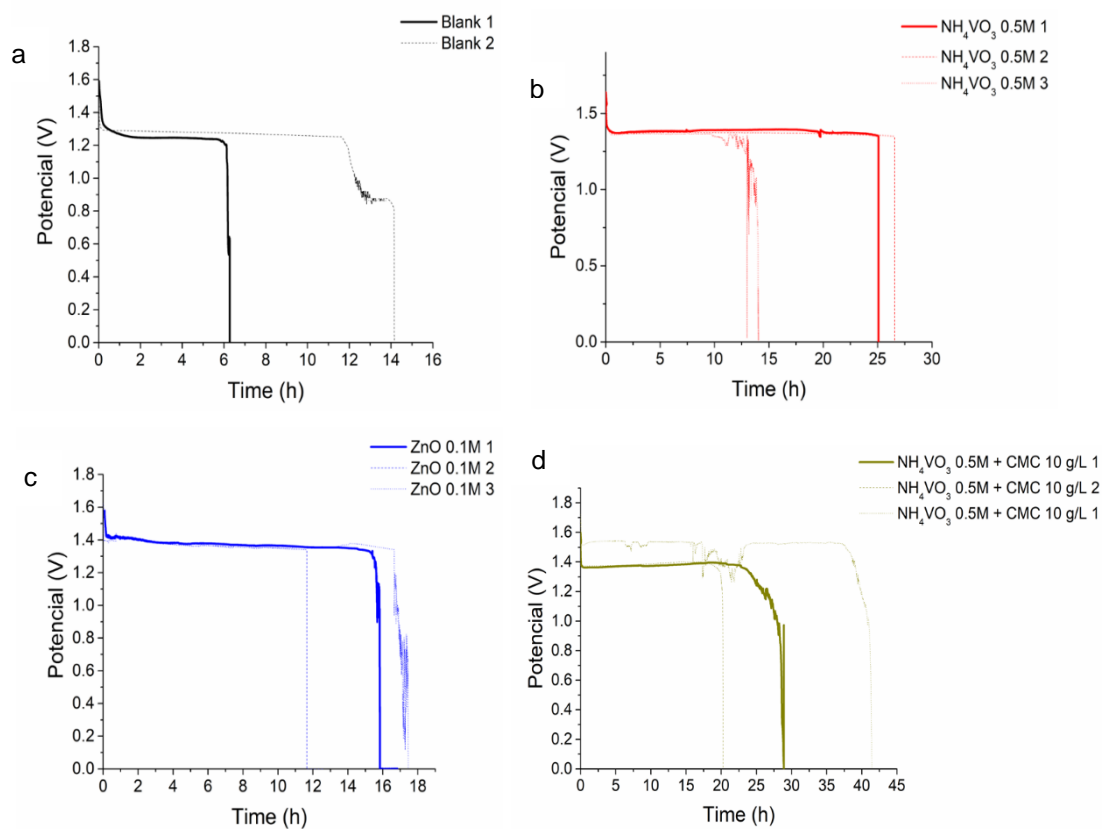 a
Blank 1
Blank 2
1.8
1.6
1.4
1.2
1.0
0.8
0.6
0.4
0.2
0.0
Potencial (V)
0 2 4 6 8 10 12 14 16
Time (h)
b
NH₄VO₃ 0.5M 1
NH₄VO₃ 0.5M 2
NH₄VO₃ 0.5M 3
1.5
1.0
0.5
0.0
Potencial (V)
0 5 10 15 20 25 30
Time (h)
c
ZnO 0.1M 1
ZnO 0.1M 2
ZnO 0.1M 3
1.8
1.6
1.4
1.2
1.0
0.8
0.6
0.4
0.2
0.0
Potencial (V)
0 2 4 6 8 10 12 14 16 18
Time (h)
d
NH₄VO₃ 0.5M + CMC 10 g/L 1
NH₄VO₃ 0.5M + CMC 10 g/L 2
NH₄VO₃ 0.5M + CMC 10 g/L 1
1.8
1.6
1.4
1.2
1.0
0.8
0.6
0.4
0.2
0.0
Potencial (V)
0 5 10 15 20 25 30 35 40 45
Time (h)